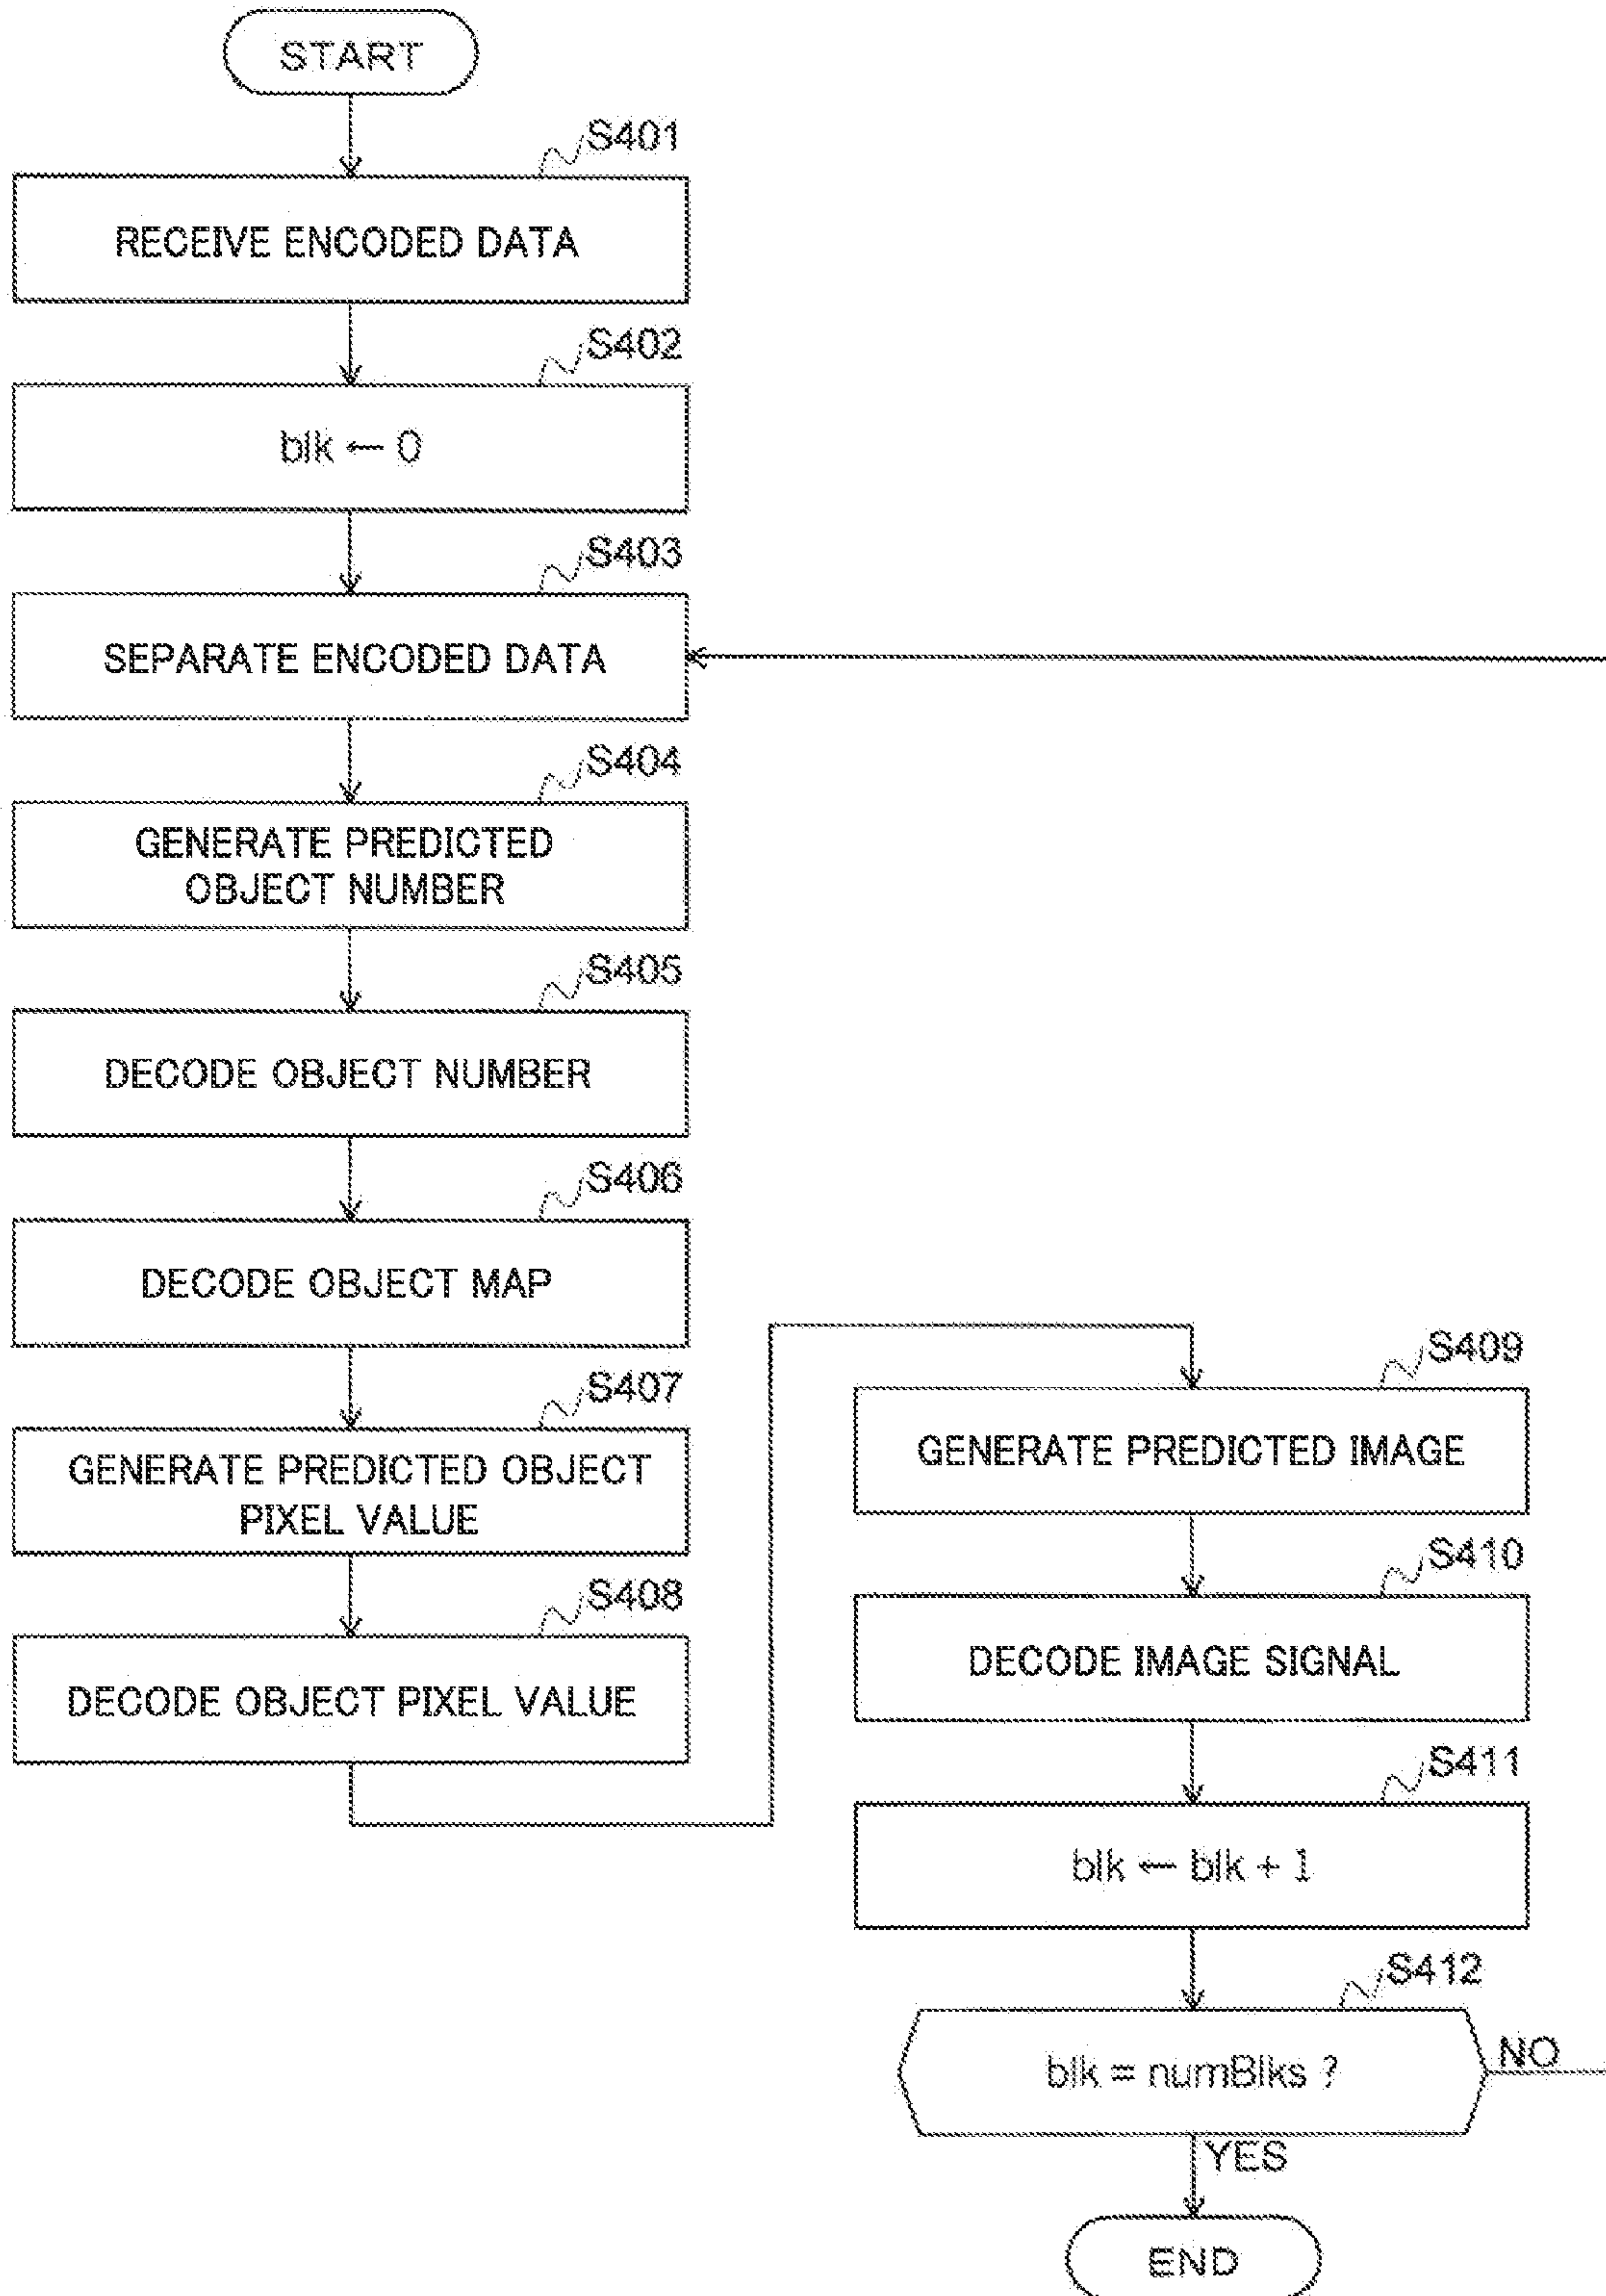 START
S401
RECEIVE ENCODED DATA
S402
blk ← 0
S403
SEPARATE ENCODED DATA
S404
GENERATE PREDICTED
OBJECT NUMBER
S405
DECODE OBJECT NUMBER
S406
DECODE OBJECT MAP
S407
GENERATE PREDICTED OBJECT
PIXEL VALUE
S408
DECODE OBJECT PIXEL VALUE
S409
GENERATE PREDICTED IMAGE
S410
DECODE IMAGE SIGNAL
S411
blk ← blk + 1
S412
blk = numBlks ?
NO
YES
END